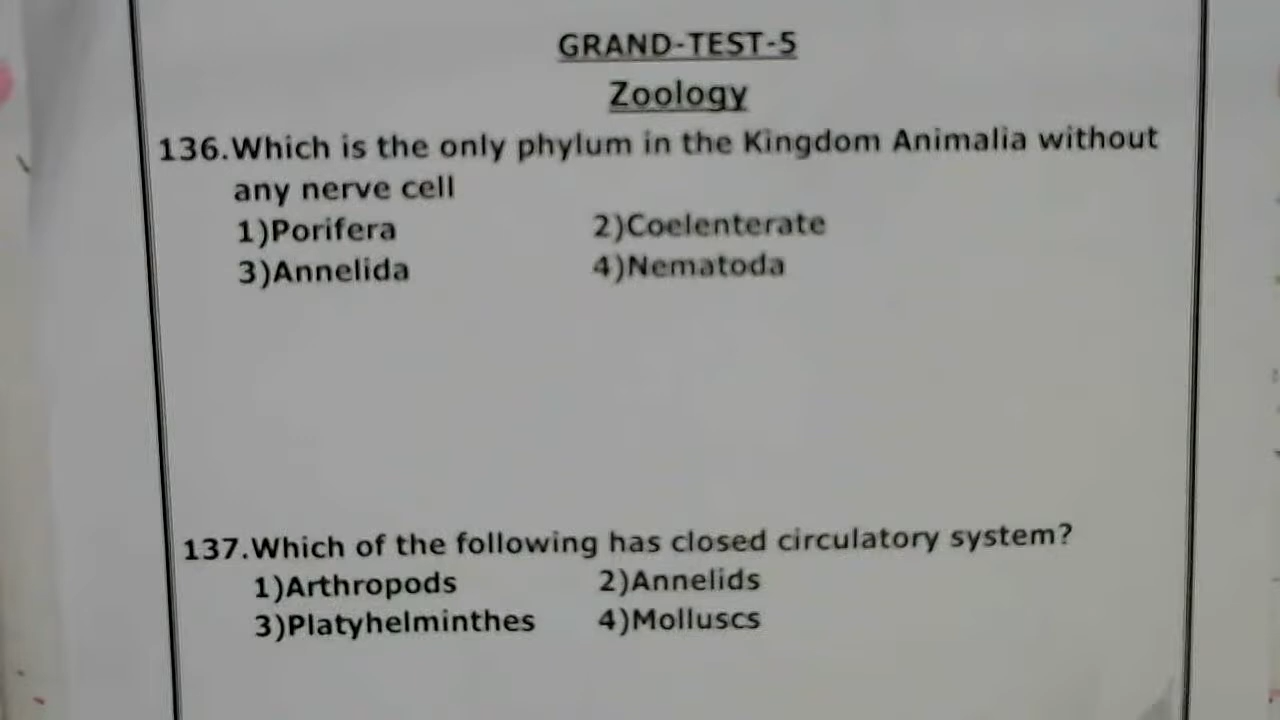 GRAND-TEST-5
Zoology
136.Which is the only phylum in the Kingdom Animalia without
any nerve cell
1)Porifera 2)Coelenterate
3)Annelida 4)Nematoda
137.Which of the following has closed circulatory system?
1)Arthropods 2)Annelids
3)Platyhelminthes 4)Molluscs